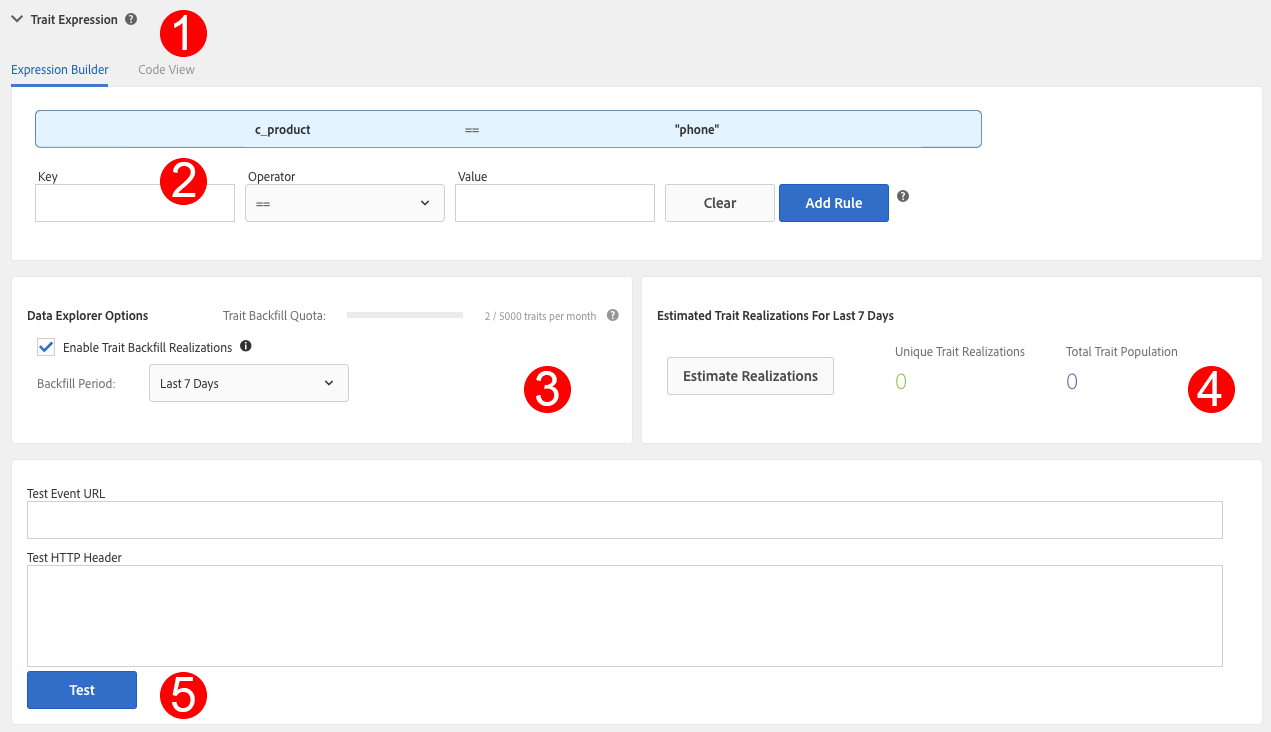 Trait Expression ?
1
Expression Builder Code View
c_product == "phone"
2
Key Operator Value
== Clear Add Rule ?
Data Explorer Options Trait Backfill Quota: 2 / 5000 traits per month ?
Enable Trait Backfill Realizations i
Backfill Period: Last 7 Days
3
Estimated Trait Realizations For Last 7 Days
Unique Trait Realizations Total Trait Population
Estimate Realizations 0 0
4
Test Event URL
Test HTTP Header
Test
5